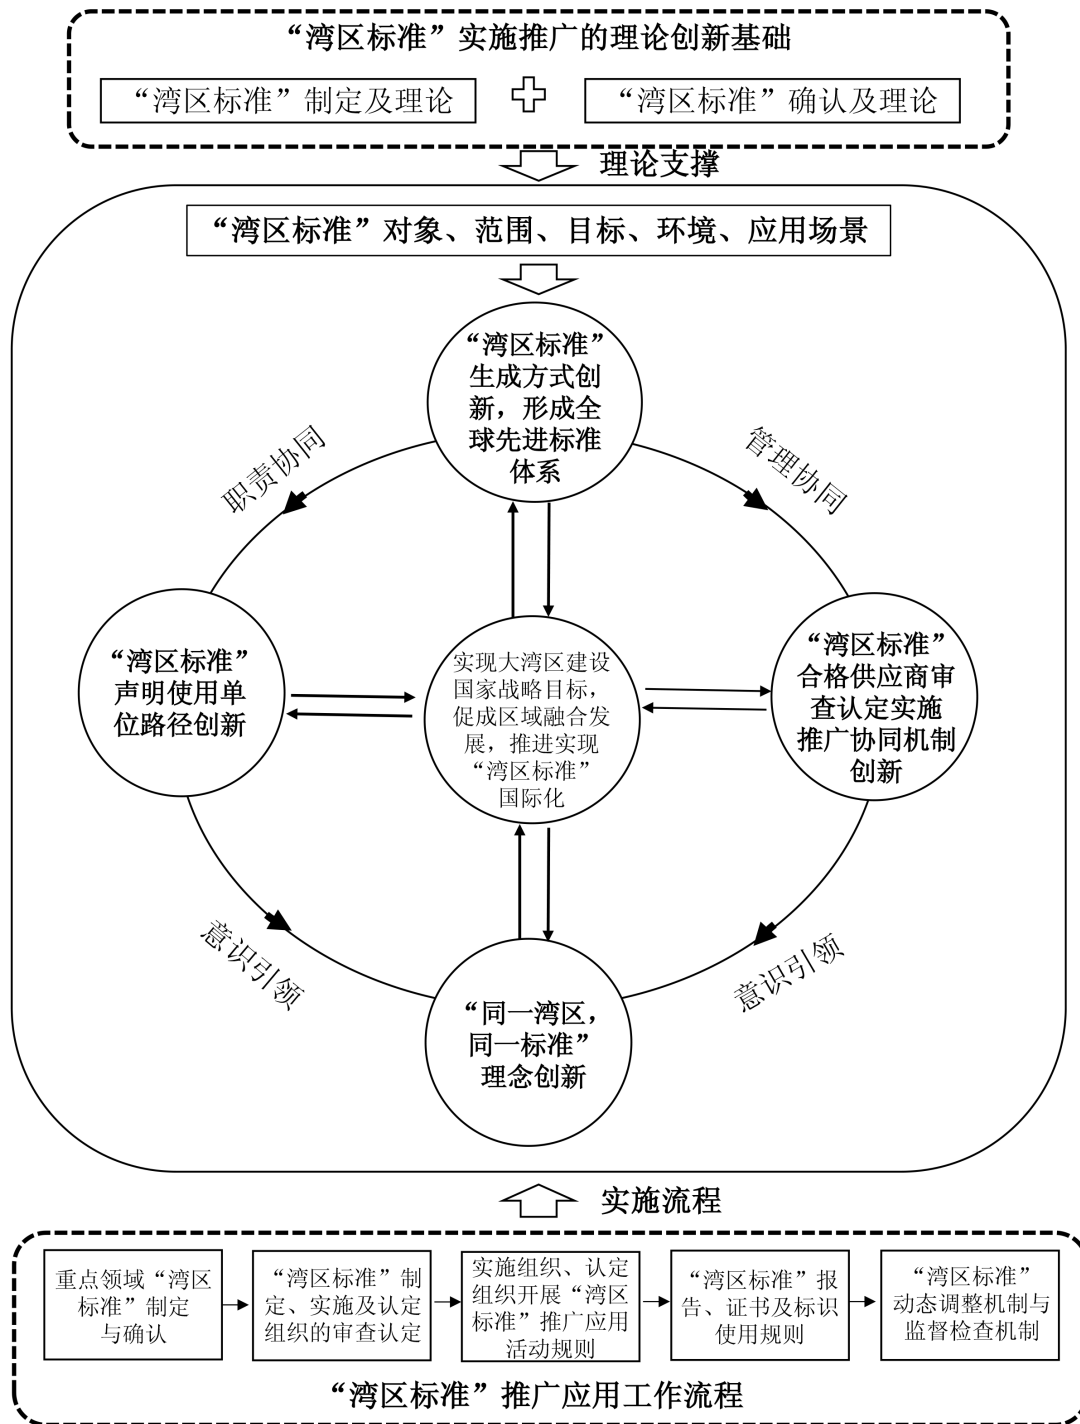 “湾区标准”实施推广的理论创新基础
“湾区标准”制定及理论
“湾区标准”确认及理论
理论支撑
“湾区标准”对象、范围、目标、环境、应用场景
“湾区标准”
生成方式创
新，形成全
球先进标准
体系
职责协同
管理协同
“湾区标准”
声明使用单
位路径创新
实现大湾区建设
国家战略目标，
促成区域融合发
展，推进实现
“湾区标准”
国际化
“湾区标准”
合格供应商审
查认定实施
推广协同机制
创新
意识引领
意识引领
“同一湾区，
同一标准”
理念创新
实施流程
重点领域“湾区
标准”制定
与确认
“湾区标准”制
定、实施及认定
组织的审查认定
实施组织、认定
组织开展“湾区
标准”推广应用
活动规则
“湾区标准”报
告、证书及标识
使用规则
“湾区标准”
动态调整机制与
监督检查机制
“湾区标准”推广应用工作流程